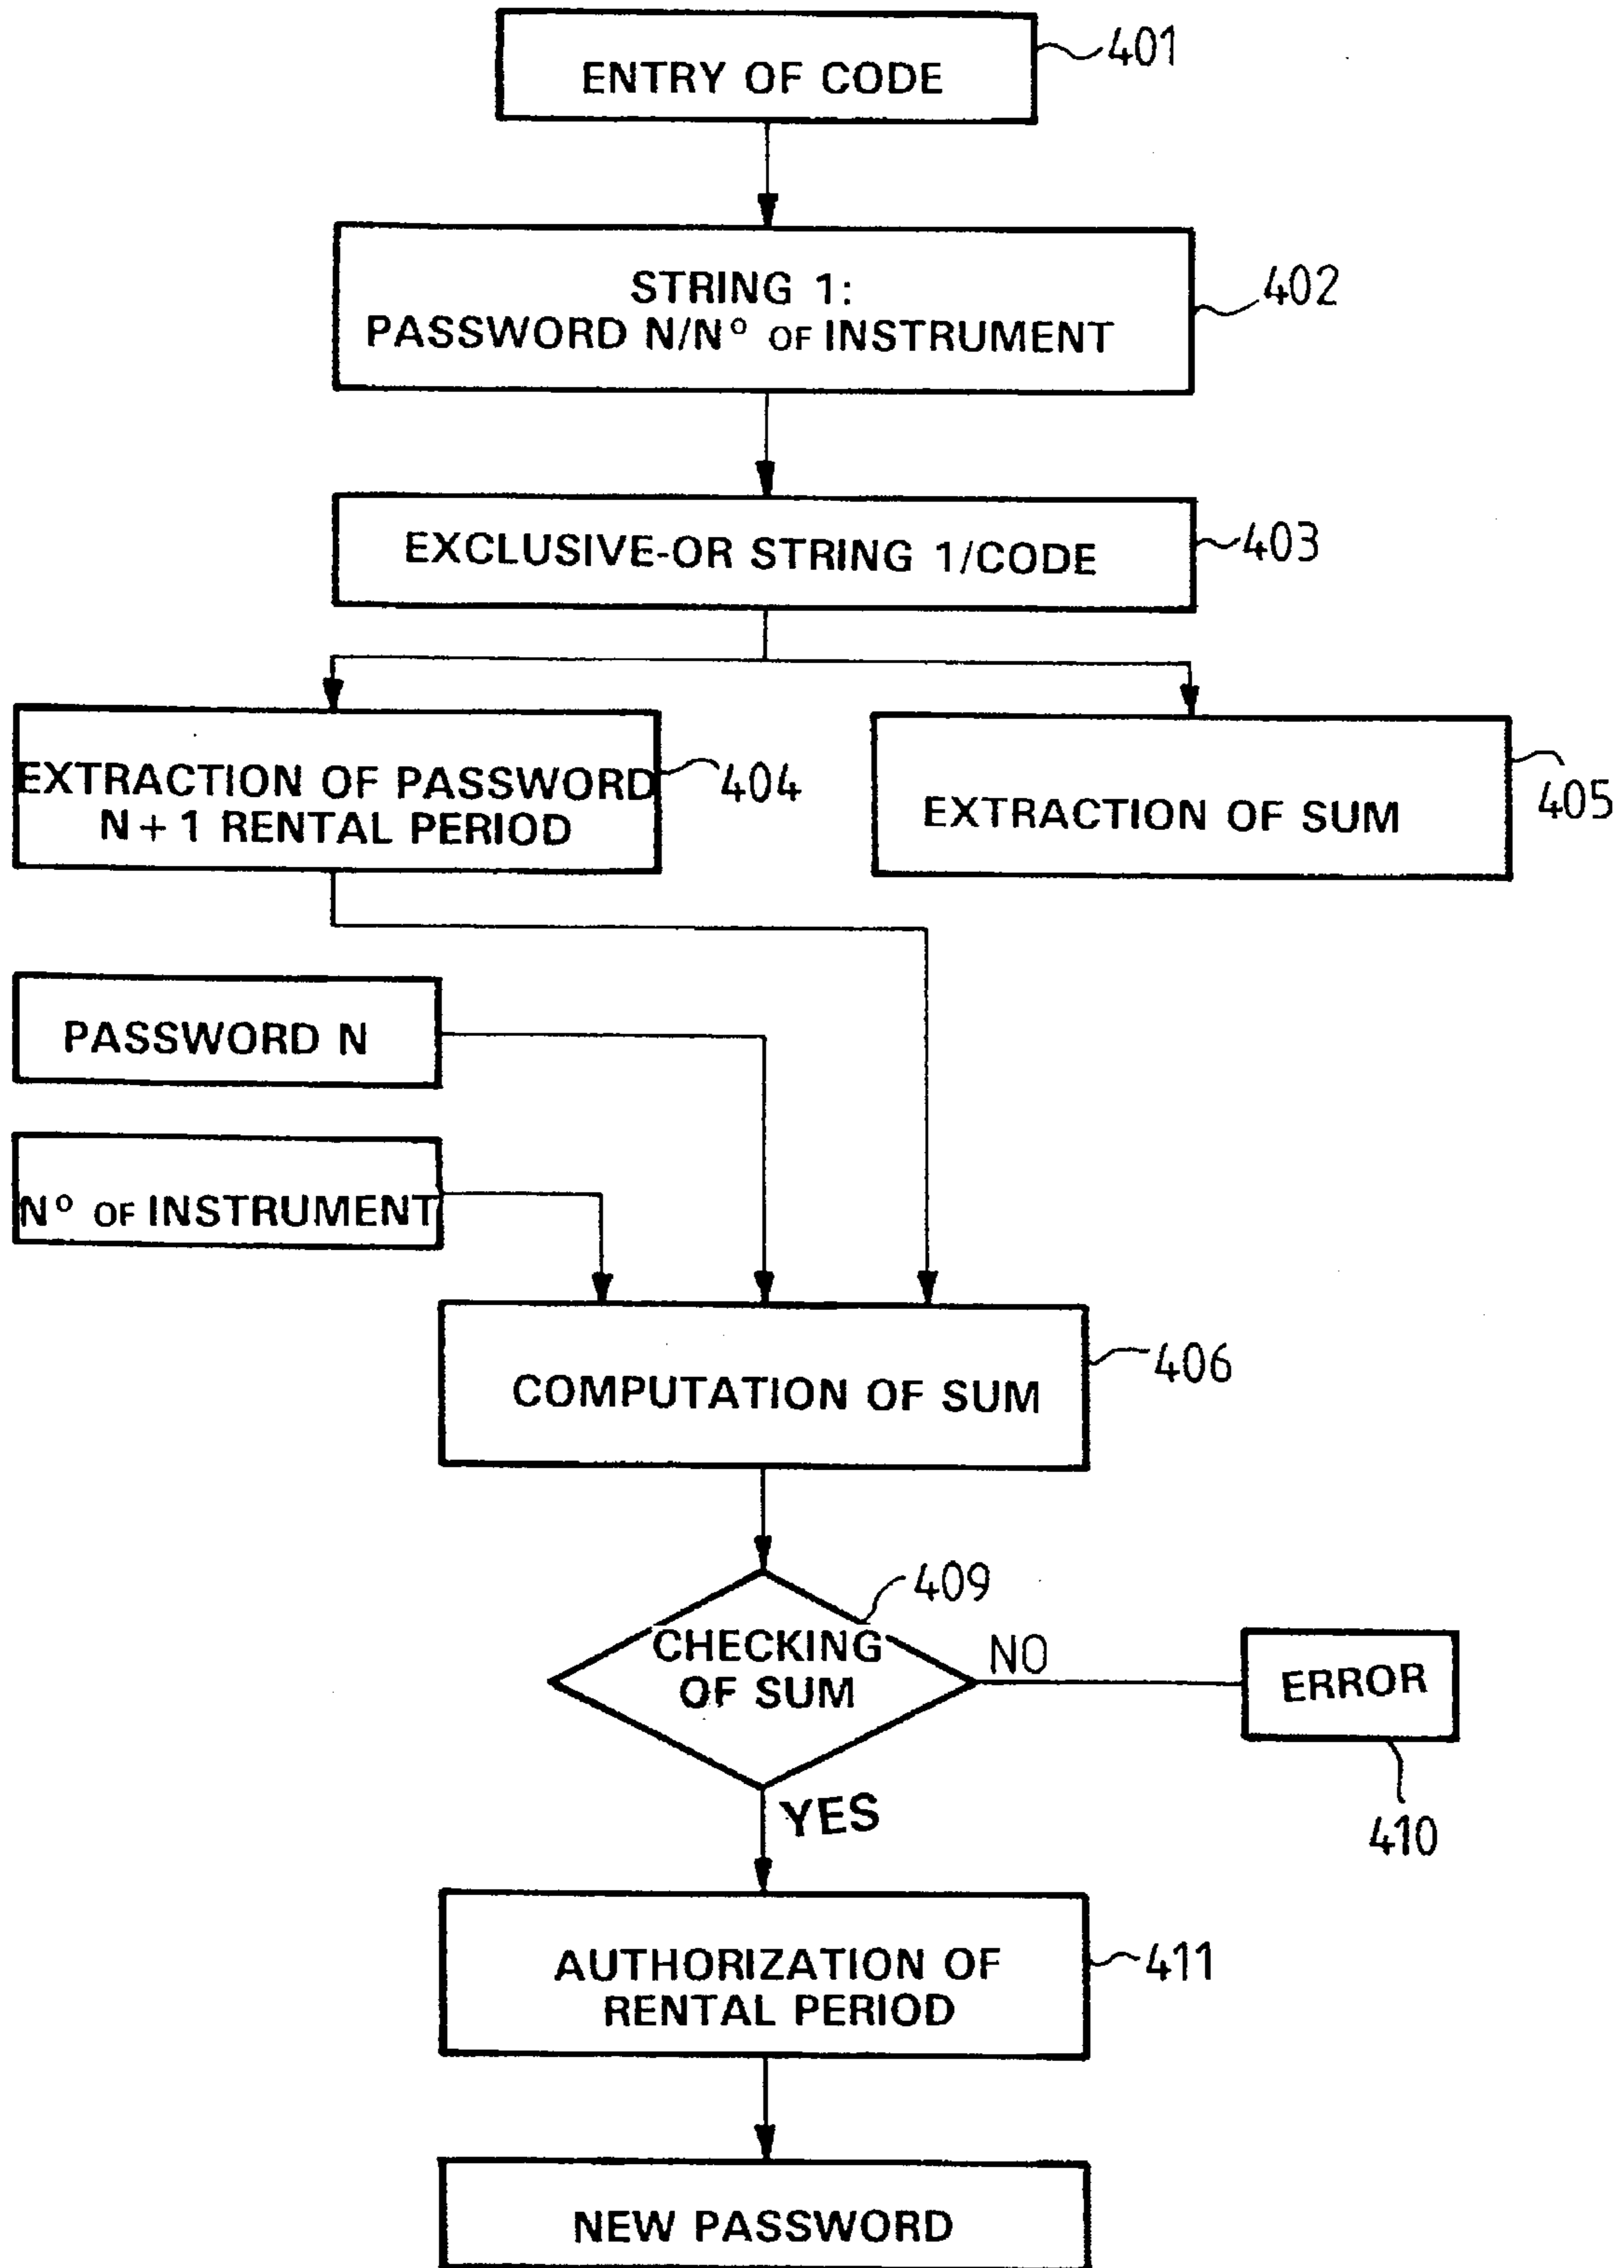 ENTRY OF CODE
401
STRING 1:
PASSWORD N/N° OF INSTRUMENT
402
EXCLUSIVE-OR STRING 1/CODE
403
EXTRACTION OF PASSWORD
N+1 RENTAL PERIOD
404
EXTRACTION OF SUM
405
PASSWORD N
N° OF INSTRUMENT
COMPUTATION OF SUM
406
409
CHECKING
OF SUM
NO
ERROR
410
YES
AUTHORIZATION OF
RENTAL PERIOD
411
NEW PASSWORD